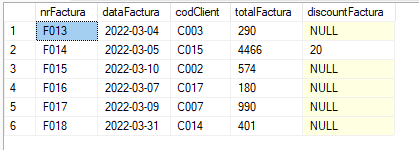 nrFactura dataFactura codClient totalFactura discountFactura
1 F013 2022-03-04 C003 290 NULL
2 F014 2022-03-05 C015 4466 20
3 F015 2022-03-10 C002 574 NULL
4 F016 2022-03-07 C017 180 NULL
5 F017 2022-03-09 C007 990 NULL
6 F018 2022-03-31 C014 401 NULL